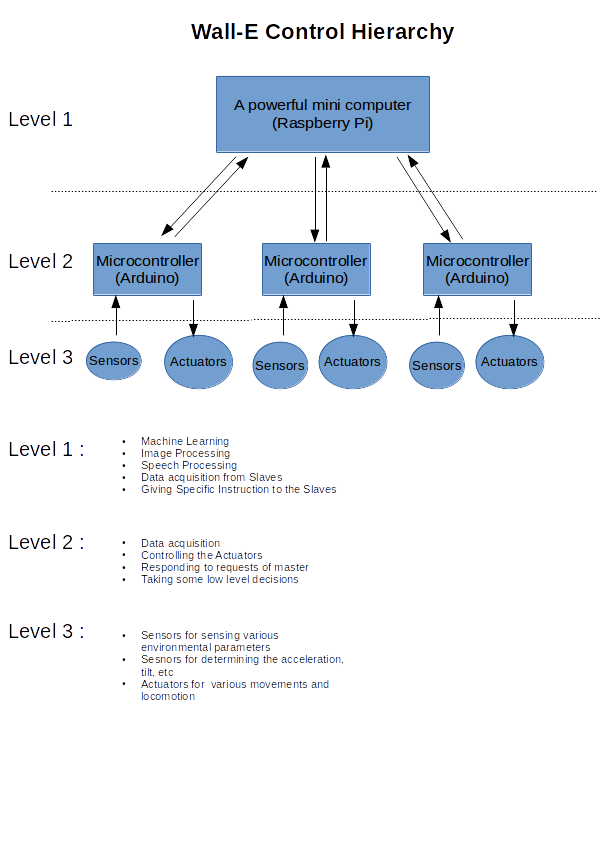 Wall-E Control Hierarchy
Level 1
A powerful mini computer
(Raspberry Pi)
Level 2
Microcontroller
(Arduino)
Microcontroller
(Arduino)
Microcontroller
(Arduino)
Level 3
Sensors
Actuators
Sensors
Actuators
Sensors
Actuators
Level 1 :
• Machine Learning
• Image Processing
• Speech Processing
• Data acquisition from Slaves
• Giving Specific Instruction to the Slaves
Level 2 :
• Data acquisition
• Controlling the Actuators
• Responding to requests of master
• Taking some low level decisions
Level 3 :
• Sensors for sensing various
environmental parameters
• Sesnors for determining the acceleration,
tilt, etc
• Actuators for various movements and
locomotion